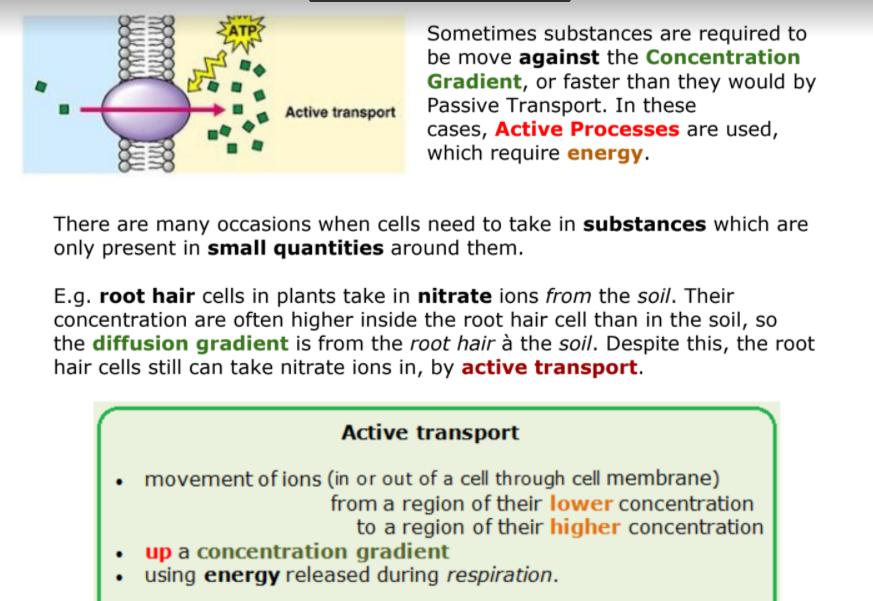 ATP
Active transport
Sometimes substances are required to
be move against the Concentration
Gradient, or faster than they would by
Passive Transport. In these
cases, Active Processes are used,
which require energy.
There are many occasions when cells need to take in substances which are
only present in small quantities around them.
E.g. root hair cells in plants take in nitrate ions from the soil. Their
concentration are often higher inside the root hair cell than in the soil, so
the diffusion gradient is from the root hair à the soil. Despite this, the root
hair cells still can take nitrate ions in, by active transport.
Active transport
• movement of ions (in or out of a cell through cell membrane)
from a region of their lower concentration
to a region of their higher concentration
• up a concentration gradient
• using energy released during respiration.